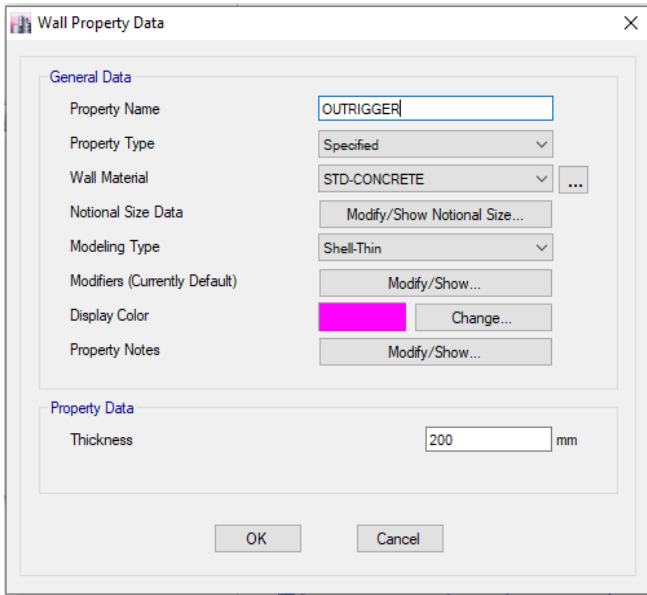 Wall Property Data
General Data
Property Name OUTRIGGER
Property Type Specified
Wall Material STD-CONCRETE ...
Notional Size Data Modify/Show Notional Size...
Modeling Type Shell-Thin
Modifiers (Currently Default) Modify/Show...
Display Color Change...
Property Notes Modify/Show...
Property Data
Thickness 200 mm
OK Cancel